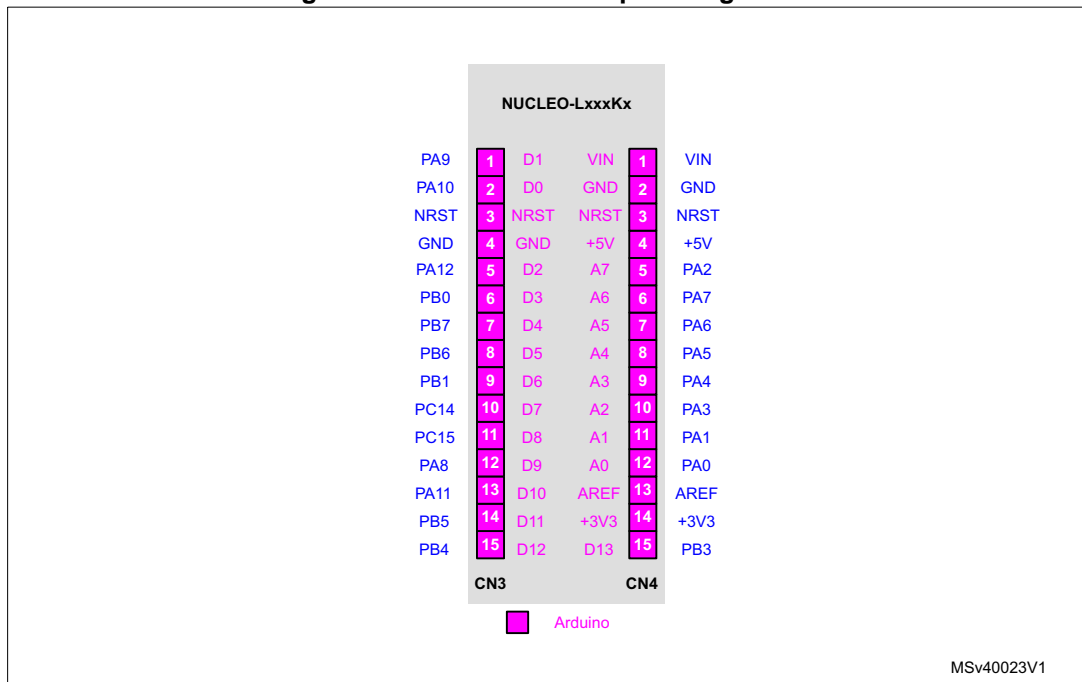 NUCLEO-LxxxKx
PA9 1 D1 VIN 1 VIN
PA10 2 D0 GND 2 GND
NRST 3 NRST NRST 3 NRST
GND 4 GND +5V 4 +5V
PA12 5 D2 A7 5 PA2
PB0 6 D3 A6 6 PA7
PB7 7 D4 A5 7 PA6
PB6 8 D5 A4 8 PA5
PB1 9 D6 A3 9 PA4
PC14 10 D7 A2 10 PA3
PC15 11 D8 A1 11 PA1
PA8 12 D9 A0 12 PA0
PA11 13 D10 AREF 13 AREF
PB5 14 D11 +3V3 14 +3V3
PB4 15 D12 D13 15 PB3
CN3 CN4
Arduino
MSv40023V1